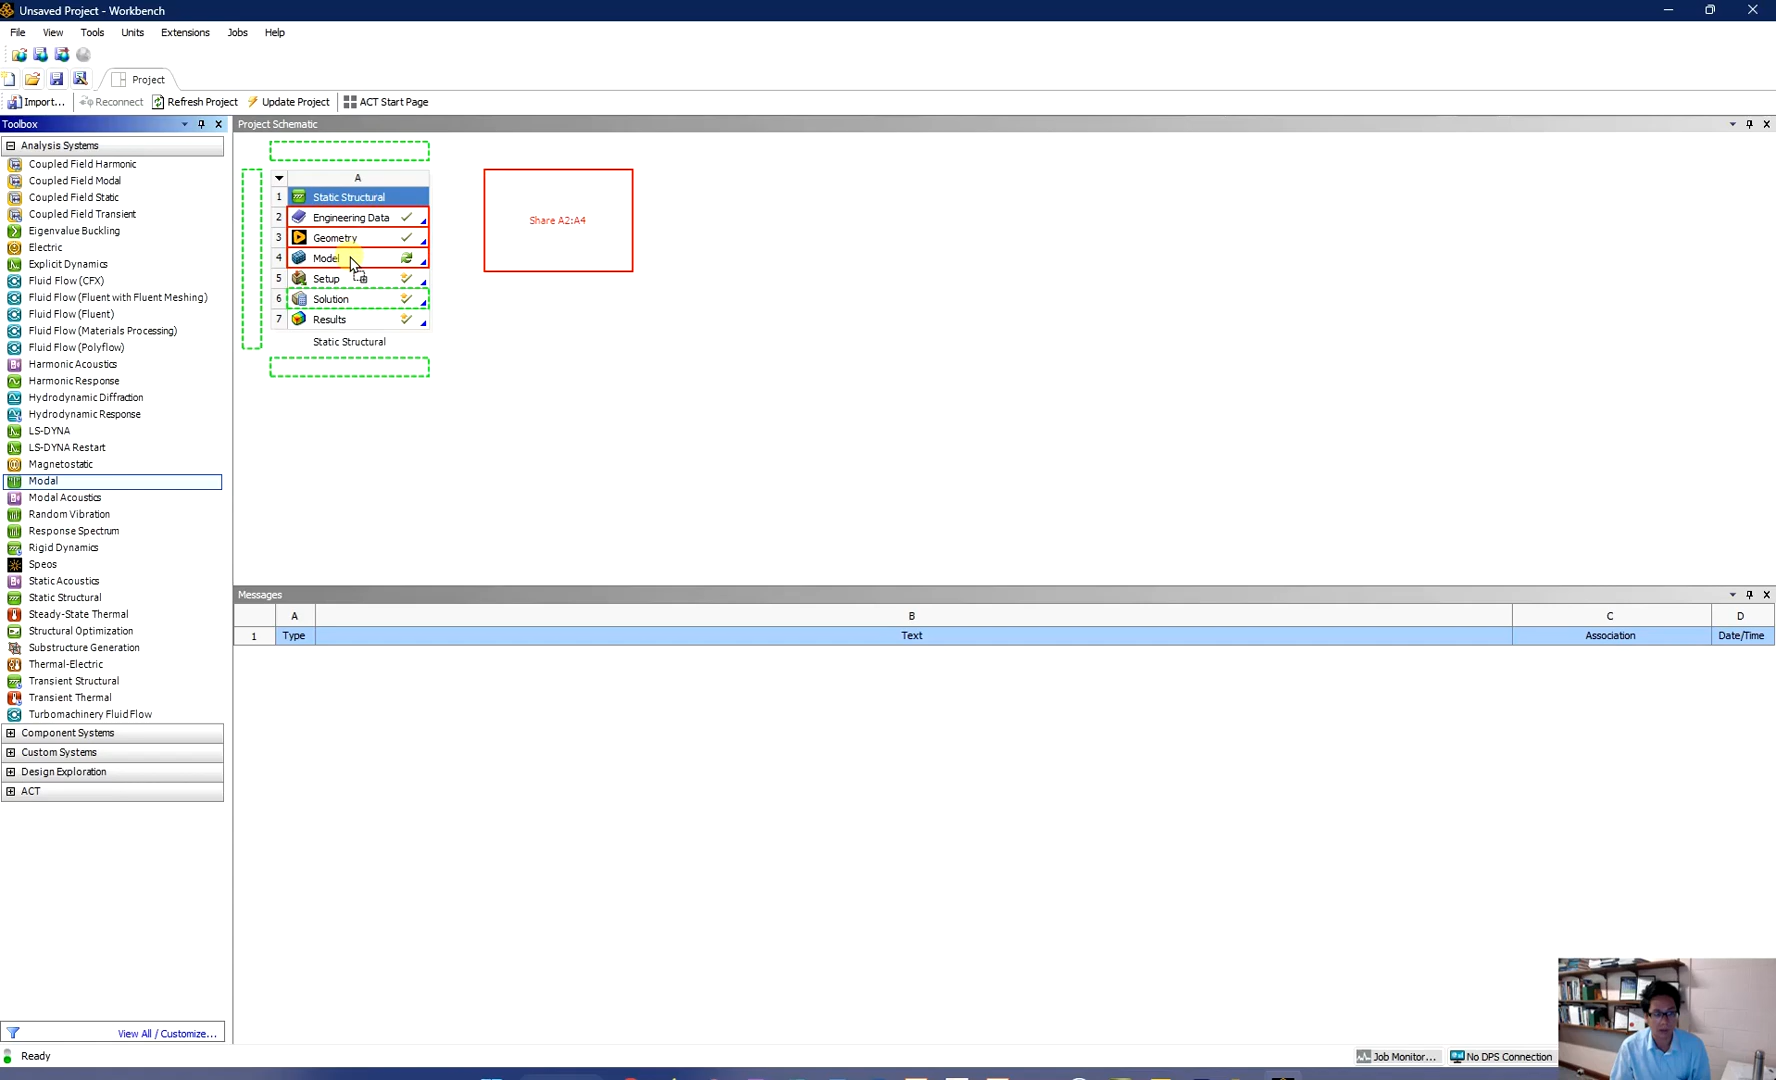 Unsaved Project - Workbench
File View Tools Units Extensions Jobs Help
Project
Import... Reconnect Refresh Project Update Project ACT Start Page
Toolbox
Analysis Systems
Coupled Field Harmonic
Coupled Field Modal
Coupled Field Static
Coupled Field Transient
Eigenvalue Buckling
Electric
Explicit Dynamics
Fluid Flow (CFX)
Fluid Flow (Fluent with Fluent Meshing)
Fluid Flow (Fluent)
Fluid Flow (Materials Processing)
Fluid Flow (Polyflow)
Harmonic Acoustics
Harmonic Response
Hydrodynamic Diffraction
Hydrodynamic Response
LS-DYNA
LS-DYNA Restart
Magnetostatic
Modal
Modal Acoustics
Random Vibration
Response Spectrum
Rigid Dynamics
Speos
Static Acoustics
Static Structural
Steady-State Thermal
Structural Optimization
Substructure Generation
Thermal-Electric
Transient Structural
Transient Thermal
Turbomachinery Fluid Flow
Component Systems
Custom Systems
Design Exploration
ACT
View All / Customize...
Project Schematic
A
1 Static Structural
2 Engineering Data
3 Geometry
4 Model
5 Setup
6 Solution
7 Results
Static Structural
Share A2:A4
Messages
A B C D
1 Type Text Association Date/Time
Ready
Job Monitor... No DPS Connection